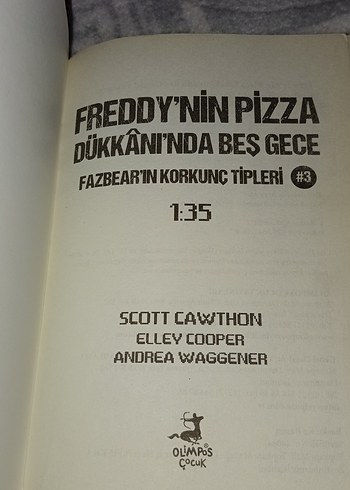 FREDDY'NİN PİZZA
DÜKKÂNI'NDA BEŞ GECE
FAZBEAR'IN KORKUNÇ TİPLERİ #3
1:35
SCOTT CAWTHON
ELLEY COOPER
ANDREA WAGGENER
OLİMPOS
ÇOCUK